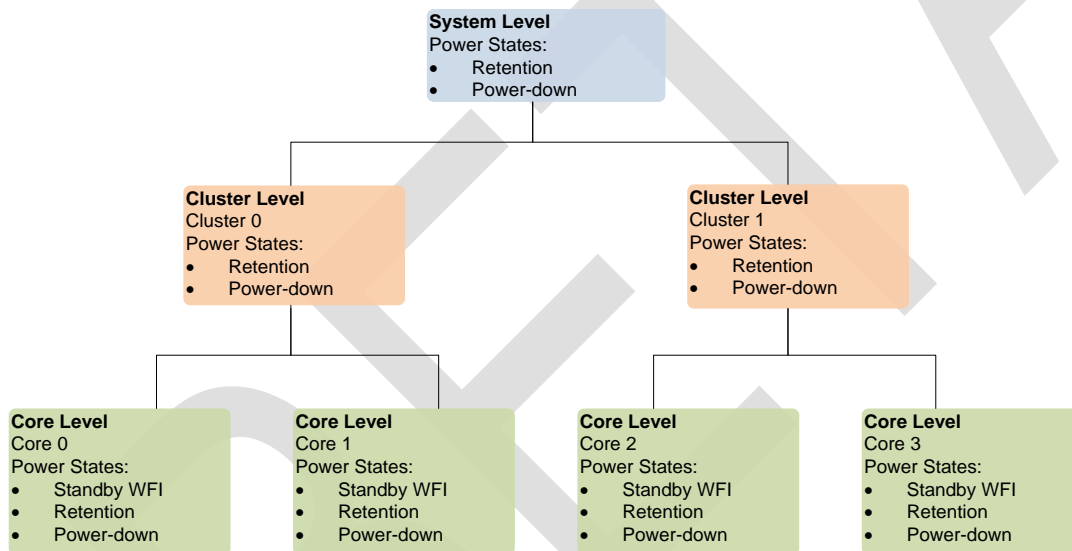 System Level
Power States:
• Retention
• Power-down
Cluster Level
Cluster 0
Power States:
• Retention
• Power-down
Cluster Level
Cluster 1
Power States:
• Retention
• Power-down
Core Level
Core 0
Power States:
• Standby WFI
• Retention
• Power-down
Core Level
Core 1
Power States:
• Standby WFI
• Retention
• Power-down
Core Level
Core 2
Power States:
• Standby WFI
• Retention
• Power-down
Core Level
Core 3
Power States:
• Standby WFI
• Retention
• Power-down